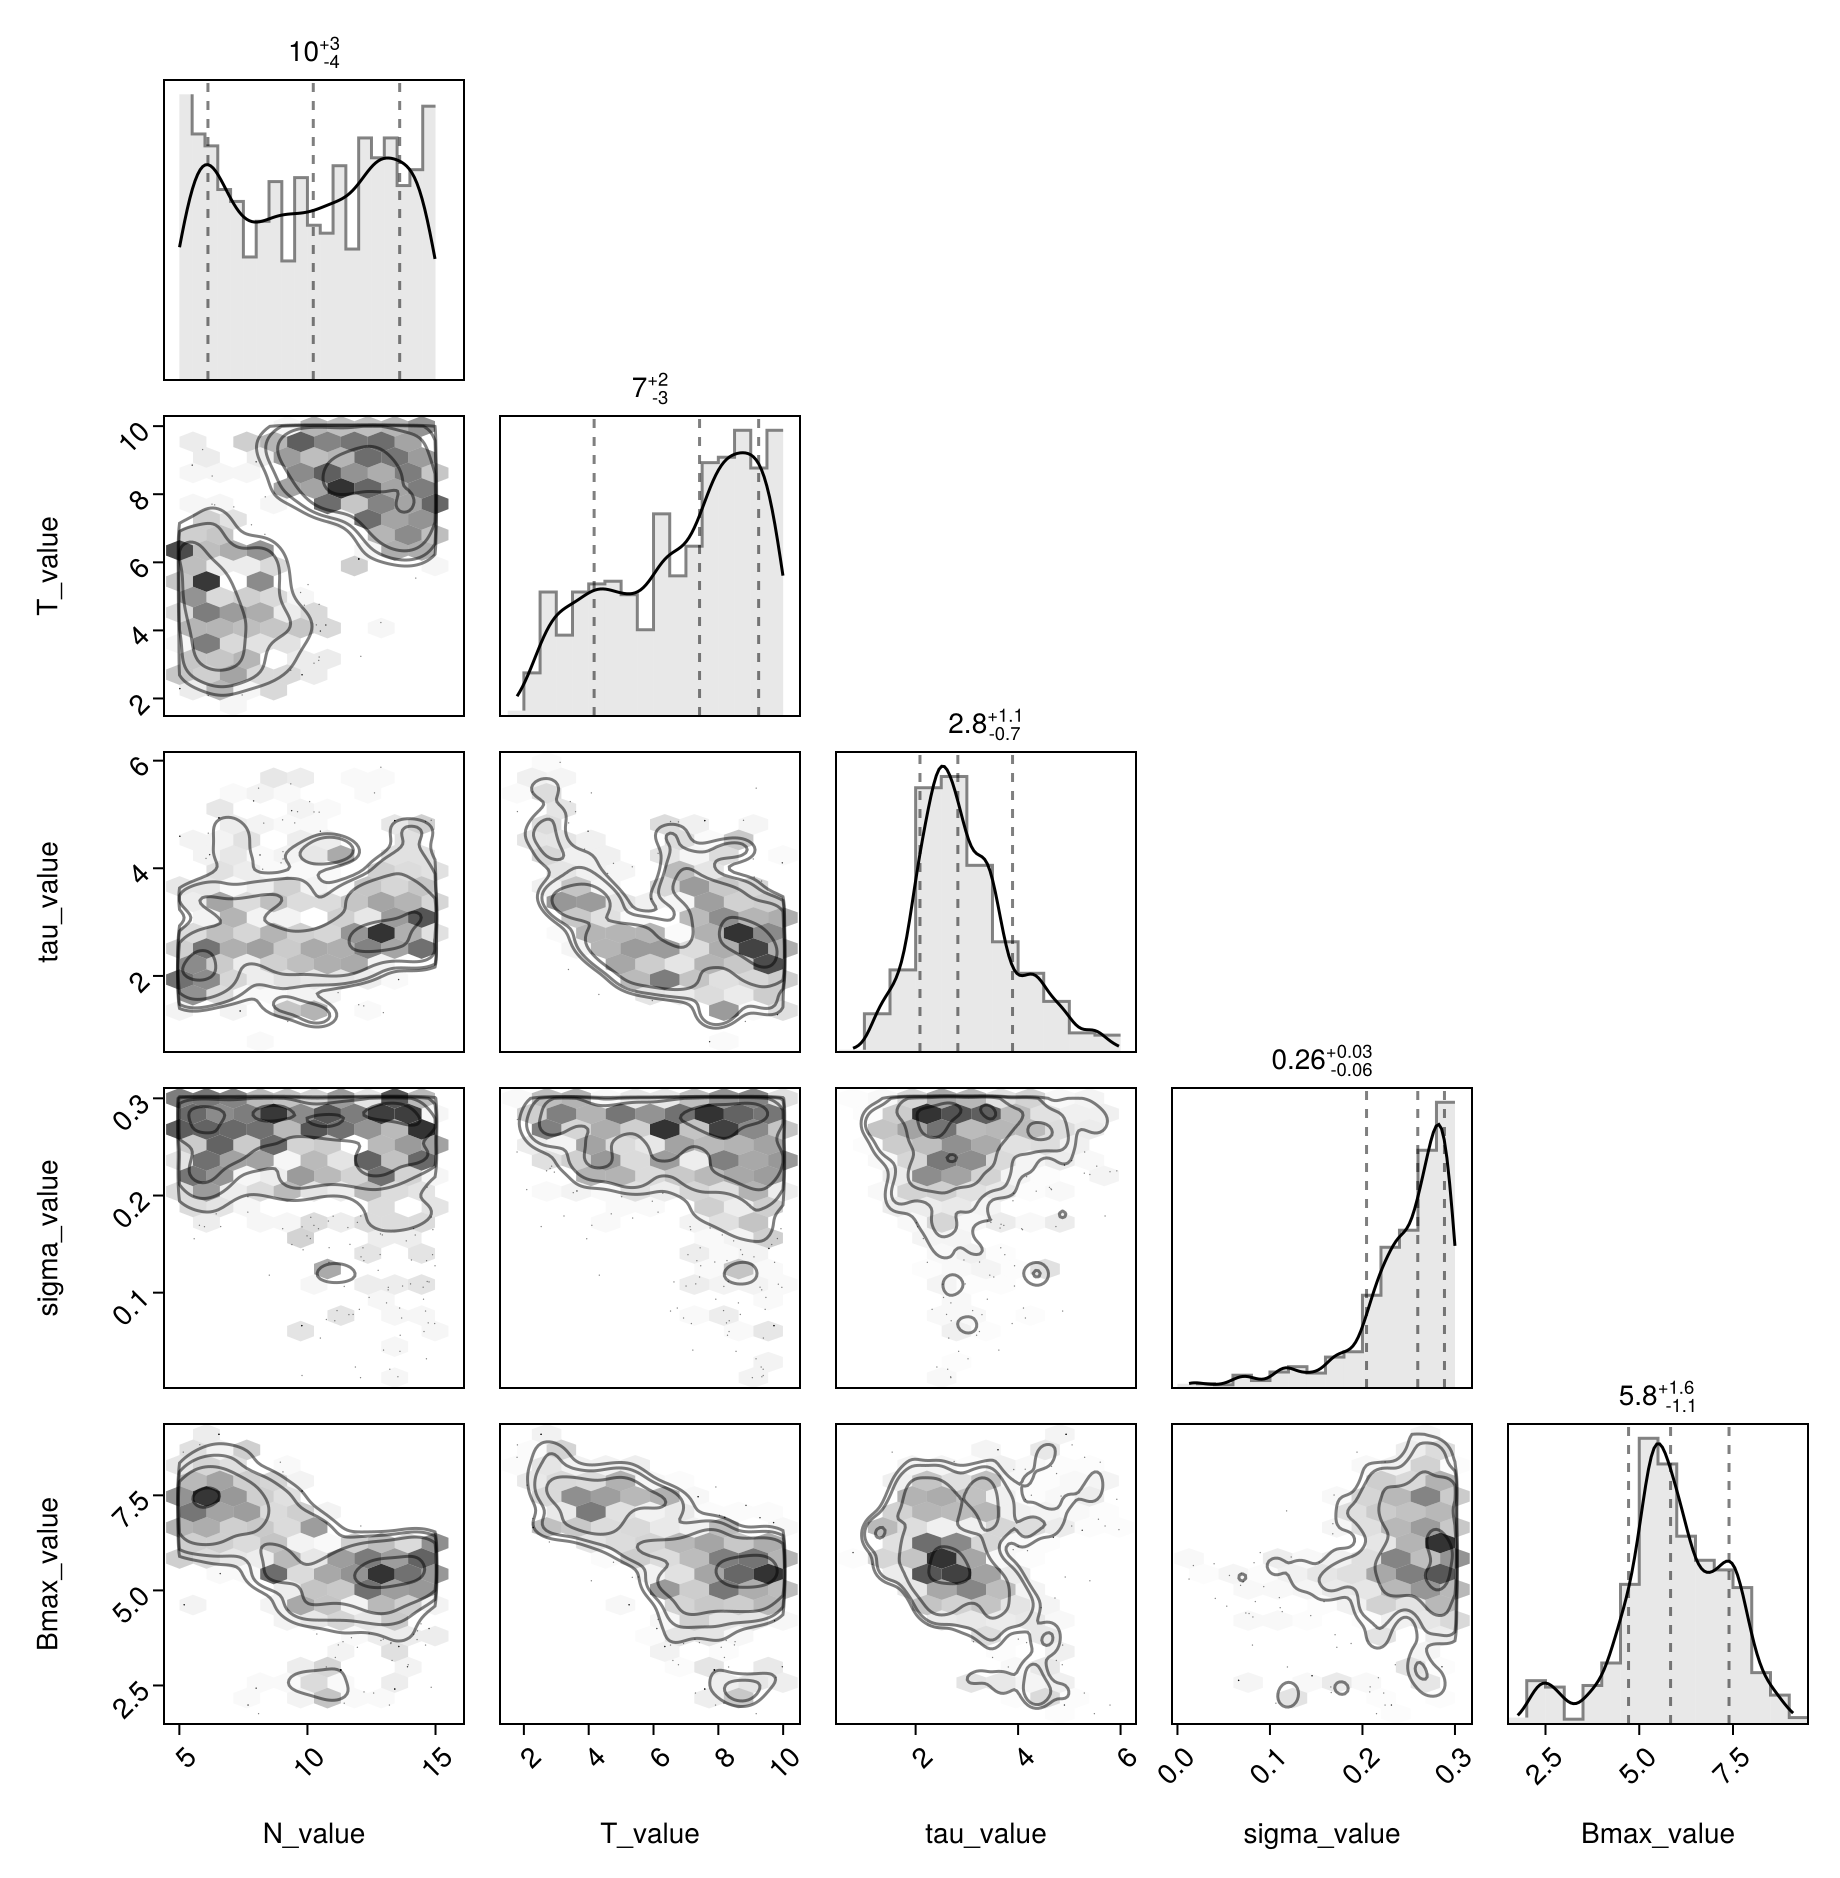 10+3-4
7+2-3
10
8
6
4
2
T_value
2.8+1.1-0.7
6
4
2
tau_value
0.26+0.03-0.06
0.3
0.2
0.1
sigma_value
5.8+1.6-1.1
7.5
5.0
2.5
Bmax_value
5 10 15
2 4 6 8 10
2 4 6
0.0 0.1 0.2 0.3
2.5 5.0 7.5
N_value T_value tau_value sigma_value Bmax_value